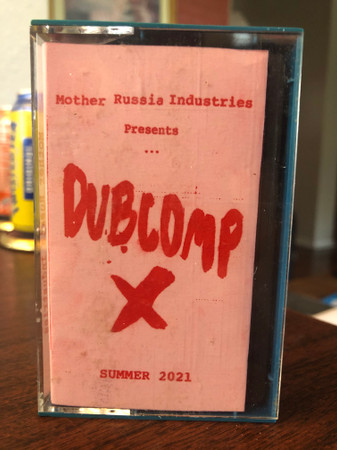 Mother Russia Industries
Presents
...
DUBCOMP
X
SUMMER 2021